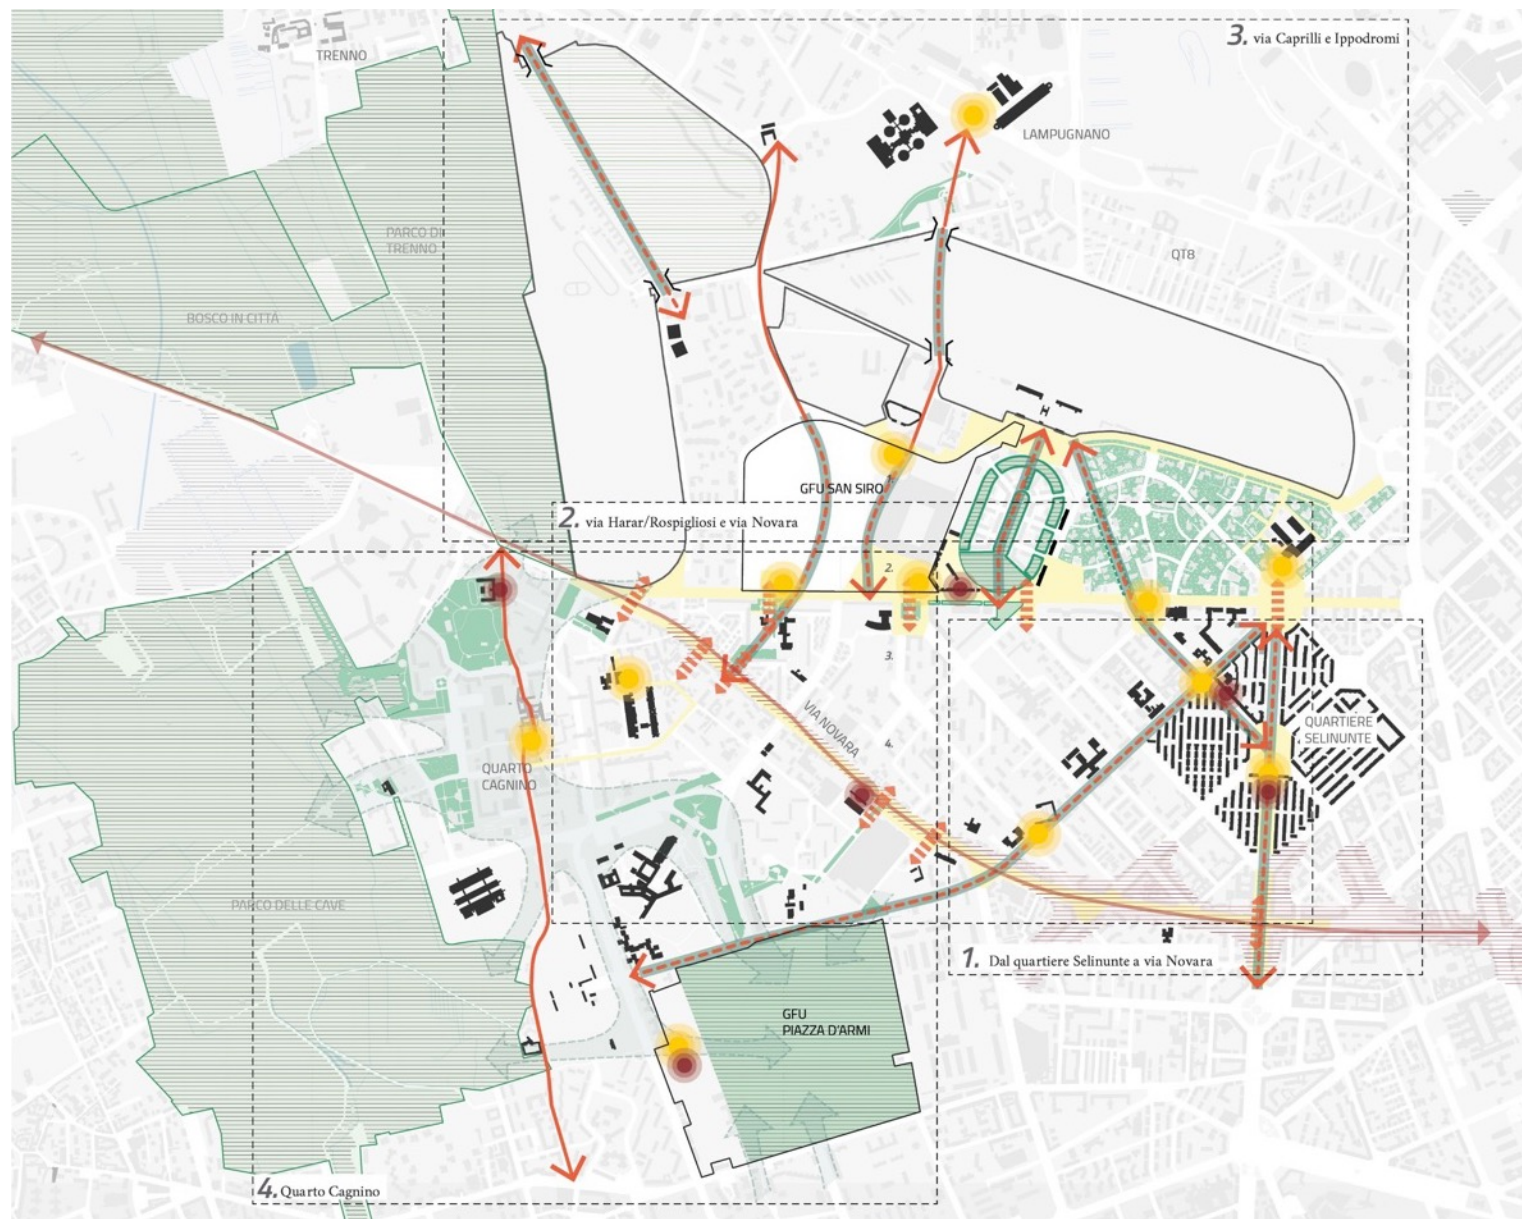 3. via Caprilli e Ippodromi
TRENNO
LAMPUGNANO
PARCO DI
TRENNO
QT8
BOSCO IN CITTÀ
GFU SAN SIRO
1.
2. via Harar/Rospigliosi e via Novara
2.
3.
VIA NOVARA
4.
QUARTIERE
SELINUNTE
QUARTO
CAGNINO
PARCO DELLE CAVE
1. Dal quartiere Selinunte a via Novara
GFU
PIAZZA D'ARMI
4. Quarto Cagnino